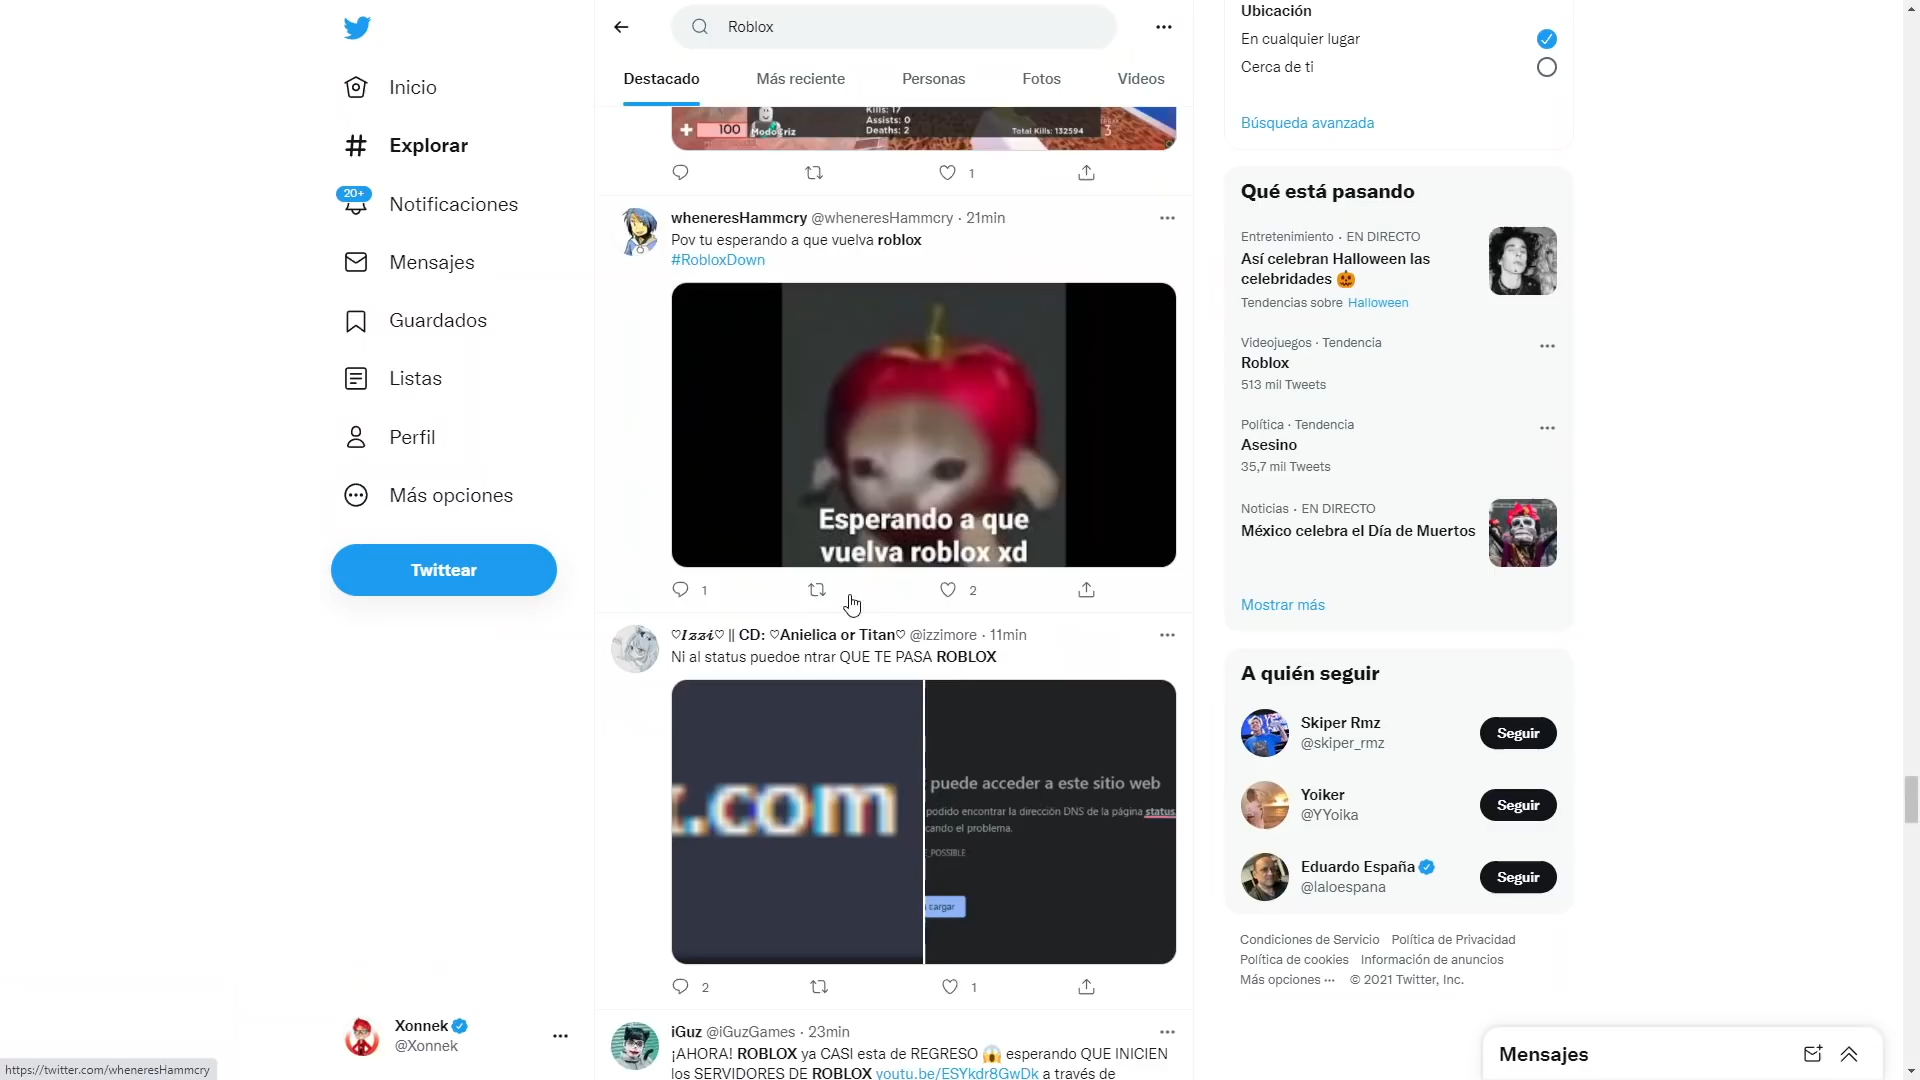 Inicio
Explorar
20+
Notificaciones
Mensajes
Guardados
Listas
Perfil
Más opciones
Twittear
Xonnek
@Xonnek
https://twitter.com/wheneresHammcry
Roblox
Destacado
Más reciente
Personas
Fotos
Videos
100
Kills: 17
Assists: 0
Deaths: 2
Total Kills: 132594
3
1
wheneresHammcry @wheneresHammcry · 21min
Pov tu esperando a que vuelva roblox
#RobloxDown
Esperando a que
vuelva roblox xd
1
2
♡𝑰𝒛𝒛𝒊♡ || CD: ♡Anielica or Titan♡ @izzimore · 11min
Ni al status puedoe ntrar QUE TE PASA ROBLOX
.com
puede acceder a este sitio web
podido encontrar la dirección DNS de la página status
cando el problema.
_POSSIBLE
cargar
2
1
iGuz @iGuzGames · 23min
¡AHORA! ROBLOX ya CASI esta de REGRESO 😱 esperando QUE INICIEN
los SERVIDORES DE ROBLOX youtu.be/ESYkdr8GwDk a través de
Ubicación
En cualquier lugar
Cerca de ti
Búsqueda avanzada
Qué está pasando
Entretenimiento · EN DIRECTO
Así celebran Halloween las
celebridades 🎃
Tendencias sobre Halloween
Videojuegos · Tendencia
Roblox
513 mil Tweets
Política · Tendencia
Asesino
35,7 mil Tweets
Noticias · EN DIRECTO
México celebra el Día de Muertos
Mostrar más
A quién seguir
Skiper Rmz
@skiper_rmz
Seguir
Yoiker
@YYoika
Seguir
Eduardo España
@laloespana
Seguir
Condiciones de Servicio Política de Privacidad
Política de cookies Información de anuncios
Más opciones ··· © 2021 Twitter, Inc.
Mensajes